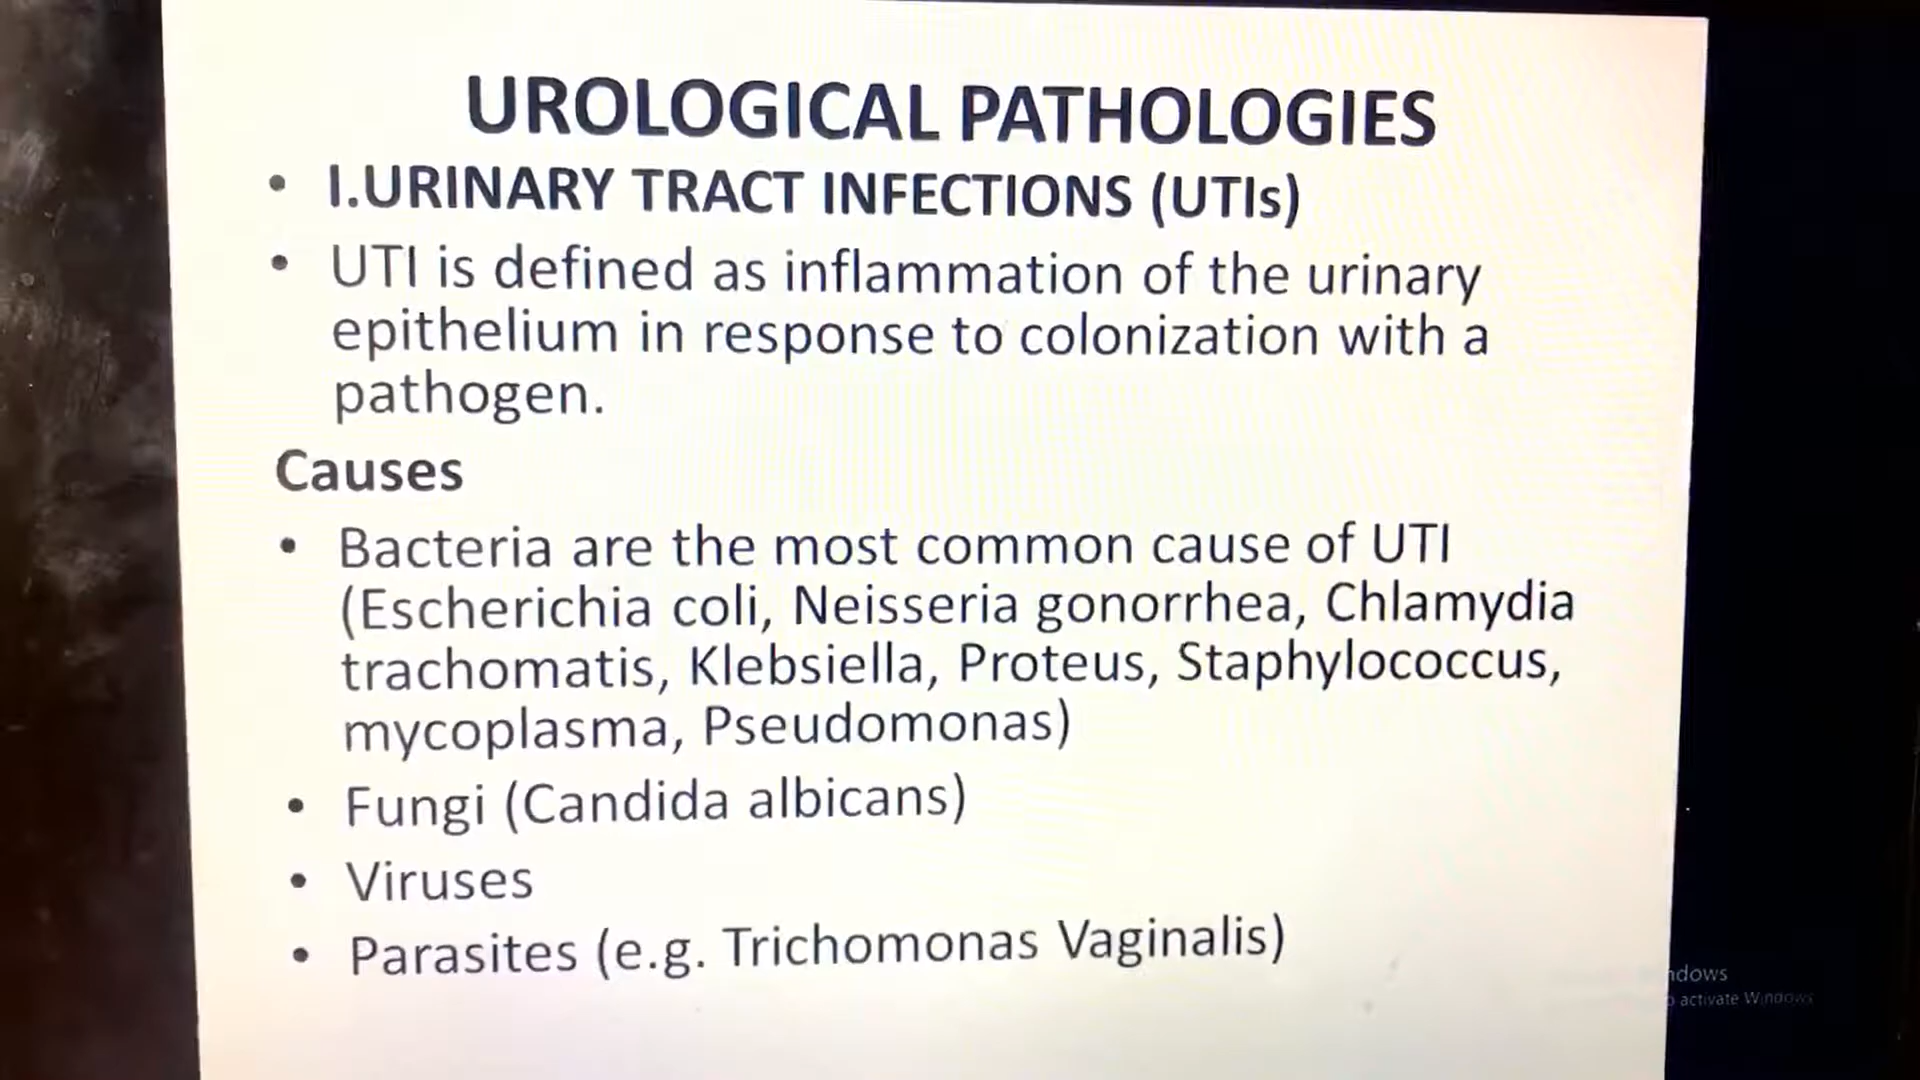 UROLOGICAL PATHOLOGIES
• I.URINARY TRACT INFECTIONS (UTIs)
• UTI is defined as inflammation of the urinary
epithelium in response to colonization with a
pathogen.
Causes
• Bacteria are the most common cause of UTI
(Escherichia coli, Neisseria gonorrhea, Chlamydia
trachomatis, Klebsiella, Proteus, Staphylococcus,
mycoplasma, Pseudomonas)
• Fungi (Candida albicans)
• Viruses
• Parasites (e.g. Trichomonas Vaginalis)
activate Windows